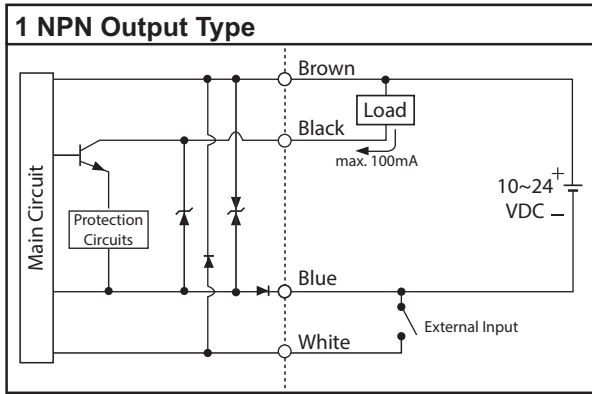 1 NPN Output Type
Brown
Load
Black
max. 100mA
Main Circuit
Protection
Circuits
10~24
VDC
+
−
Blue
External Input
White